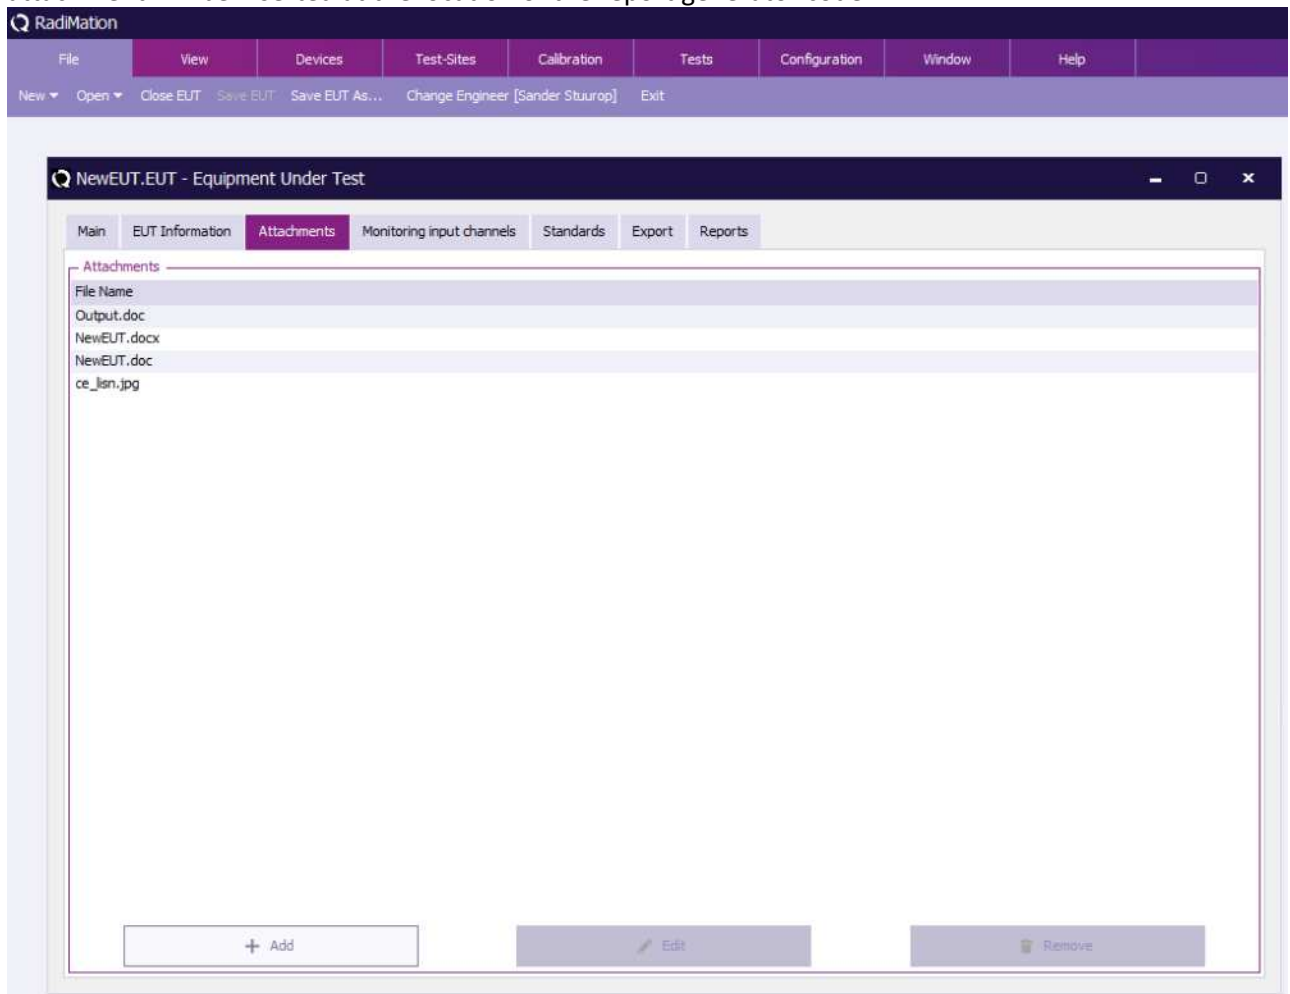 RadiMation
File View Devices Test-Sites Calibration Tests Configuration Window Help
New Open Close EUT Save EUT Save EUT As... Change Engineer [Sander Stuurop] Exit
NewEUT.EUT - Equipment Under Test
Main EUT Information Attachments Monitoring input channels Standards Export Reports
Attachments
File Name
Output.doc
NewEUT.docx
NewEUT.doc
ce_lisn.jpg
+ Add Edit Remove